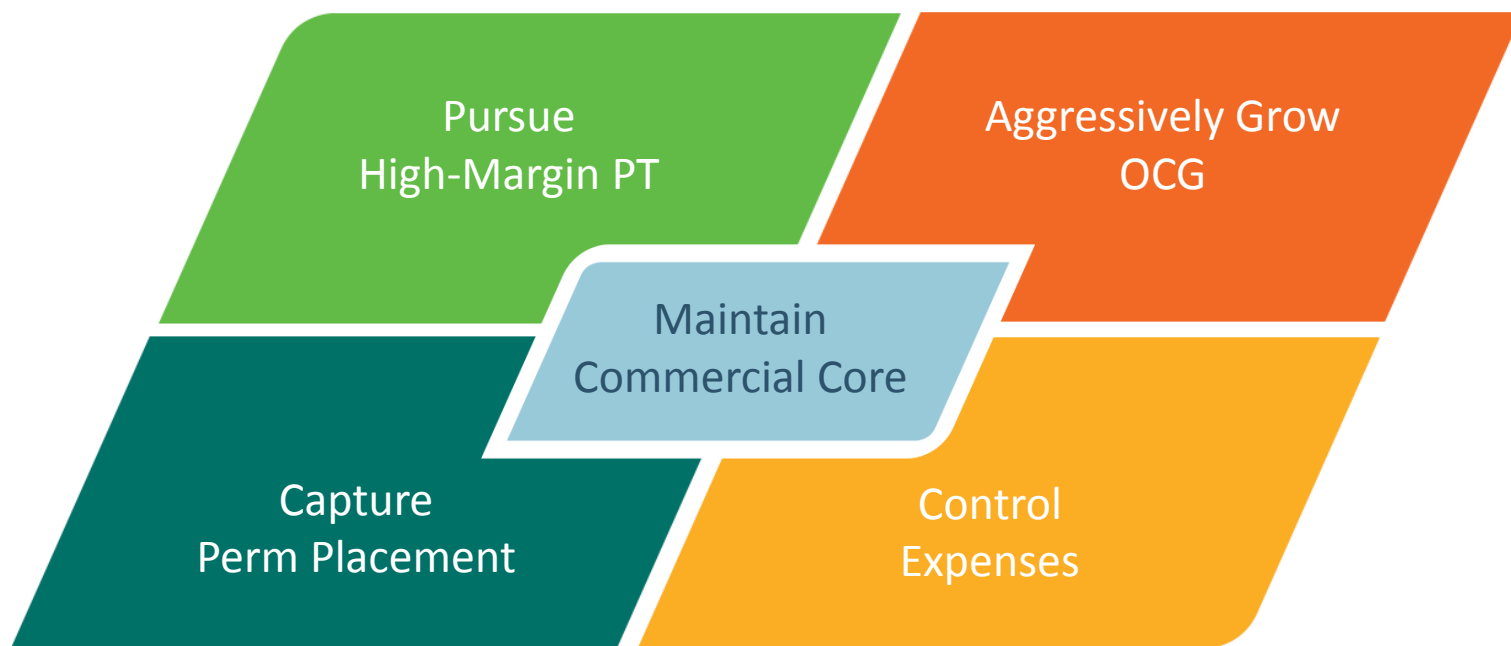 Pursue
High-Margin PT
Aggressively Grow
OCG
Maintain
Commercial Core
Capture
Perm Placement
Control
Expenses